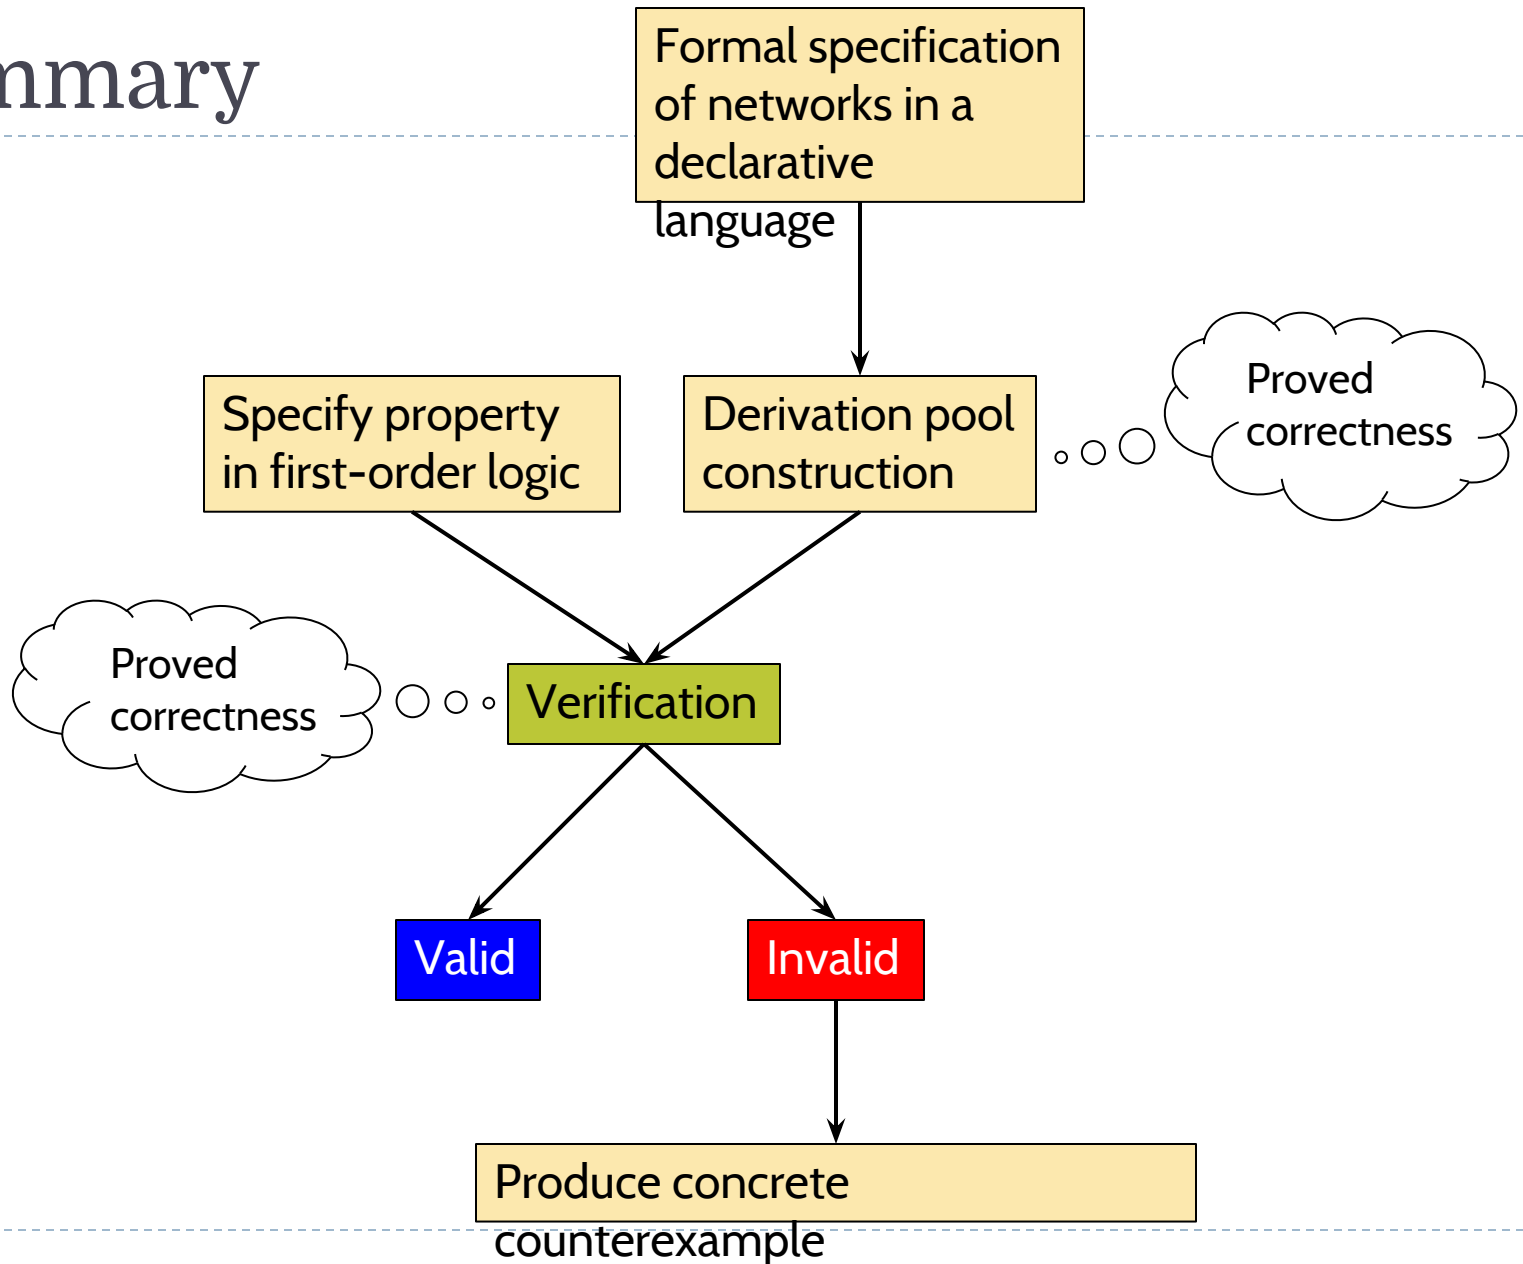 mmary
Formal specification
of networks in a
declarative
language
Specify property
in first-order logic
Derivation pool
construction
Proved
correctness
Proved
correctness
Verification
Valid
Invalid
Produce concrete
counterexample